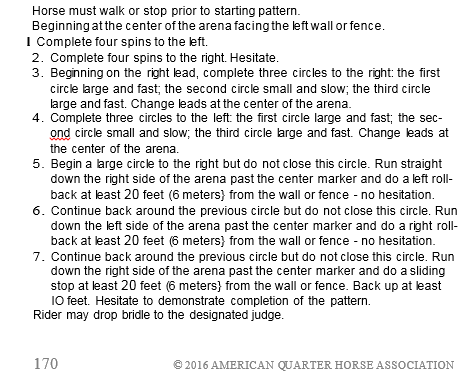 Horse must walk or stop prior to starting pattern.
Beginning at the center of the arena facing the left wall or fence.
I Complete four spins to the left.
2. Complete four spins to the right. Hesitate.
3. Beginning on the right lead, complete three circles to the right: the first
circle large and fast; the second circle small and slow; the third circle
large and fast. Change leads at the center of the arena.
4. Complete three circles to the left: the first circle large and fast; the sec-
ond circle small and slow; the third circle large and fast. Change leads at
the center of the arena.
5. Begin a large circle to the right but do not close this circle. Run straight
down the right side of the arena past the center marker and do a left roll-
back at least 20 feet (6 meters} from the wall or fence - no hesitation.
6. Continue back around the previous circle but do not close this circle. Run
down the left side of the arena past the center marker and do a right roll-
back at least 20 feet (6 meters} from the wall or fence - no hesitation.
7. Continue back around the previous circle but do not close this circle. Run
down the right side of the arena past the center marker and do a sliding
stop at least 20 feet (6 meters} from the wall or fence. Back up at least
IO feet. Hesitate to demonstrate completion of the pattern.
Rider may drop bridle to the designated judge.
170 © 2016 AMERICAN QUARTER HORSE ASSOCIATION